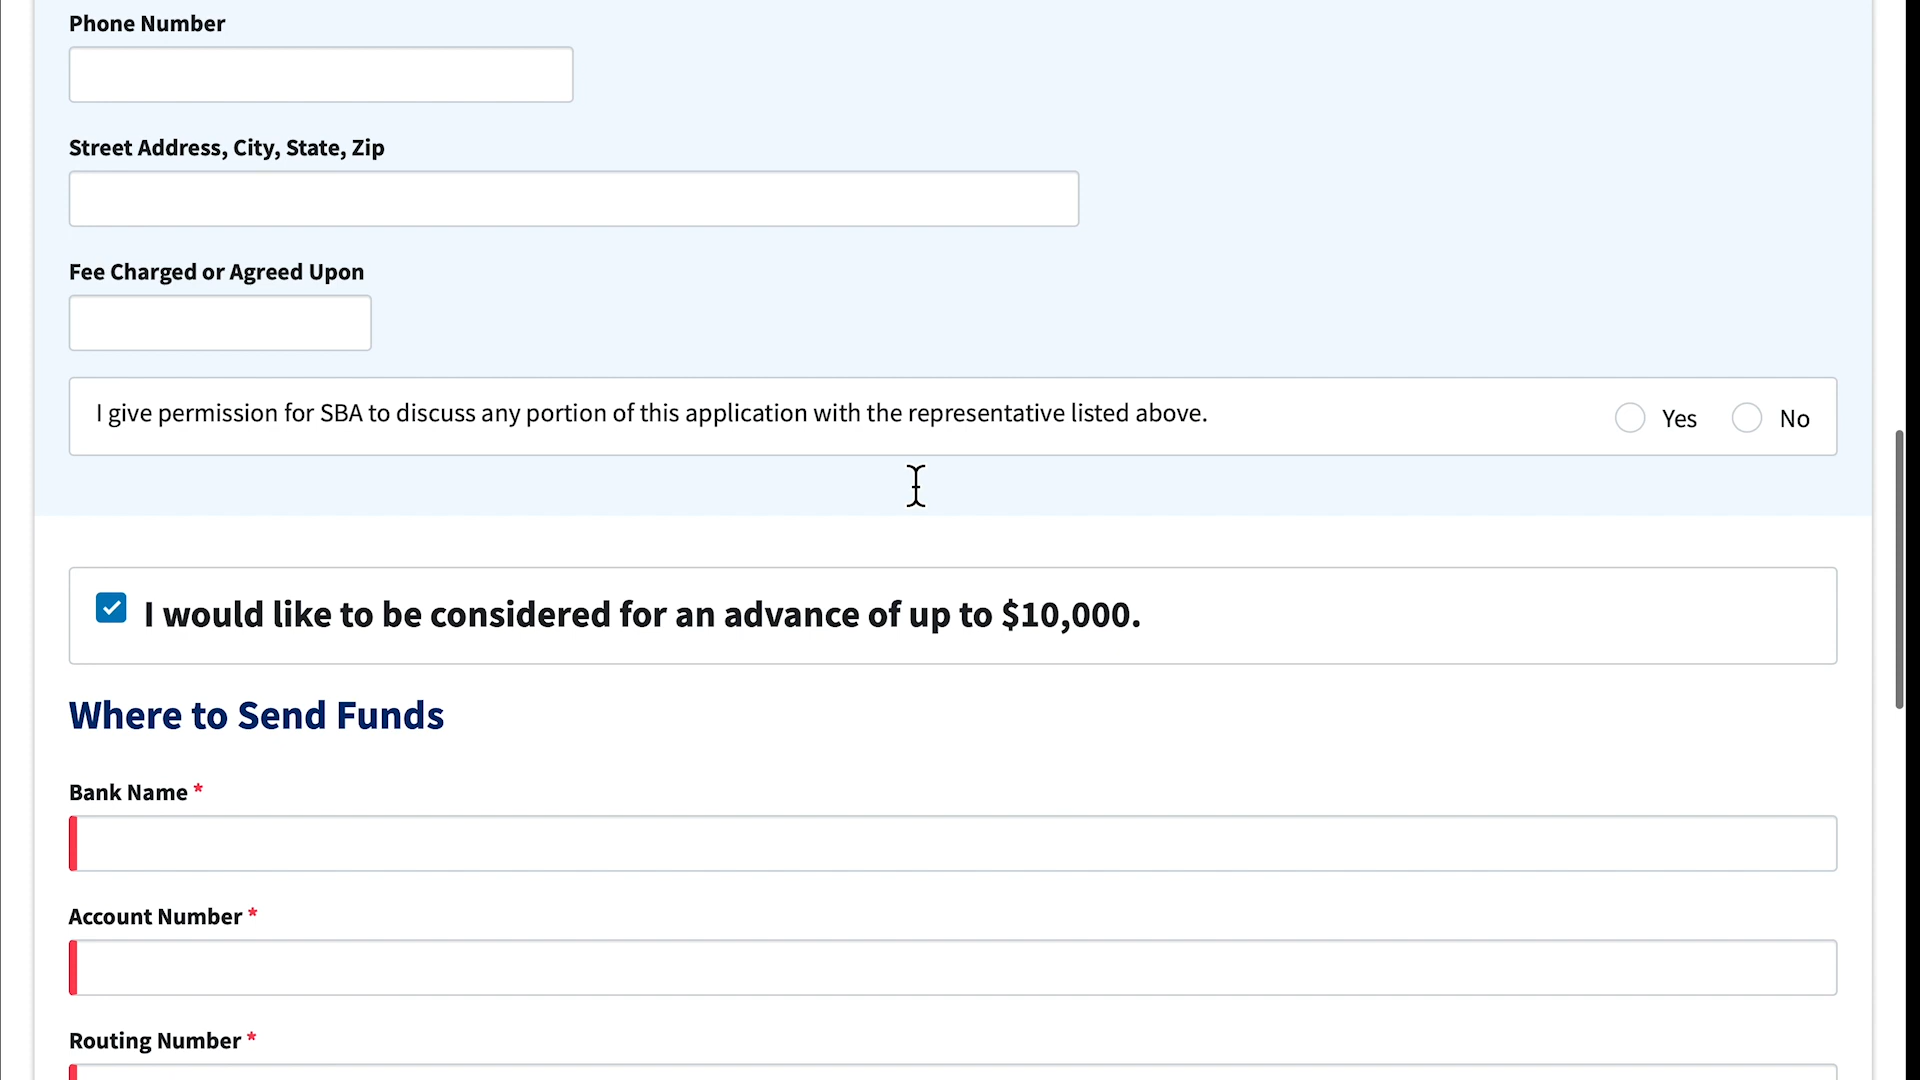 Phone Number
Street Address, City, State, Zip
Fee Charged or Agreed Upon
I give permission for SBA to discuss any portion of this application with the representative listed above. Yes No
I would like to be considered for an advance of up to $10,000.
Where to Send Funds
Bank Name *
Account Number *
Routing Number *